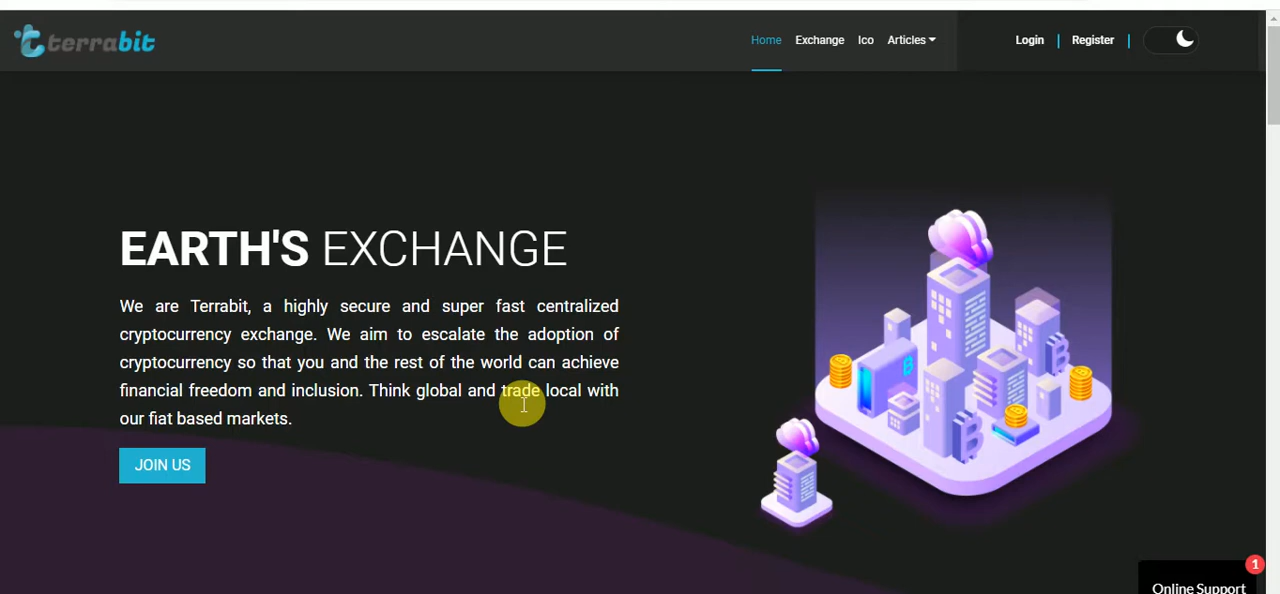 terrabit
Home Exchange Ico Articles
Login | Register |
EARTH'S EXCHANGE
We are Terrabit, a highly secure and super fast centralized
cryptocurrency exchange. We aim to escalate the adoption of
cryptocurrency so that you and the rest of the world can achieve
financial freedom and inclusion. Think global and trade local with
our fiat based markets.
JOIN US
1
Online Support